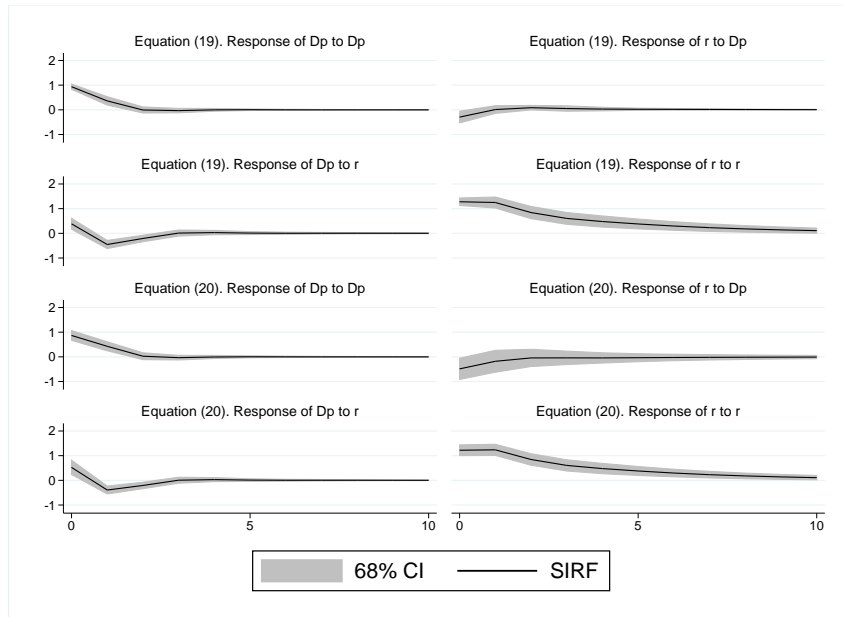 Equation (19). Response of Dp to Dp
Equation (19). Response of r to Dp
2
1
0
-1
Equation (19). Response of Dp to r
Equation (19). Response of r to r
2
1
0
-1
Equation (20). Response of Dp to Dp
Equation (20). Response of r to Dp
2
1
0
-1
Equation (20). Response of Dp to r
Equation (20). Response of r to r
2
1
0
-1
0 5 10 0 5 10
68% CI SIRF